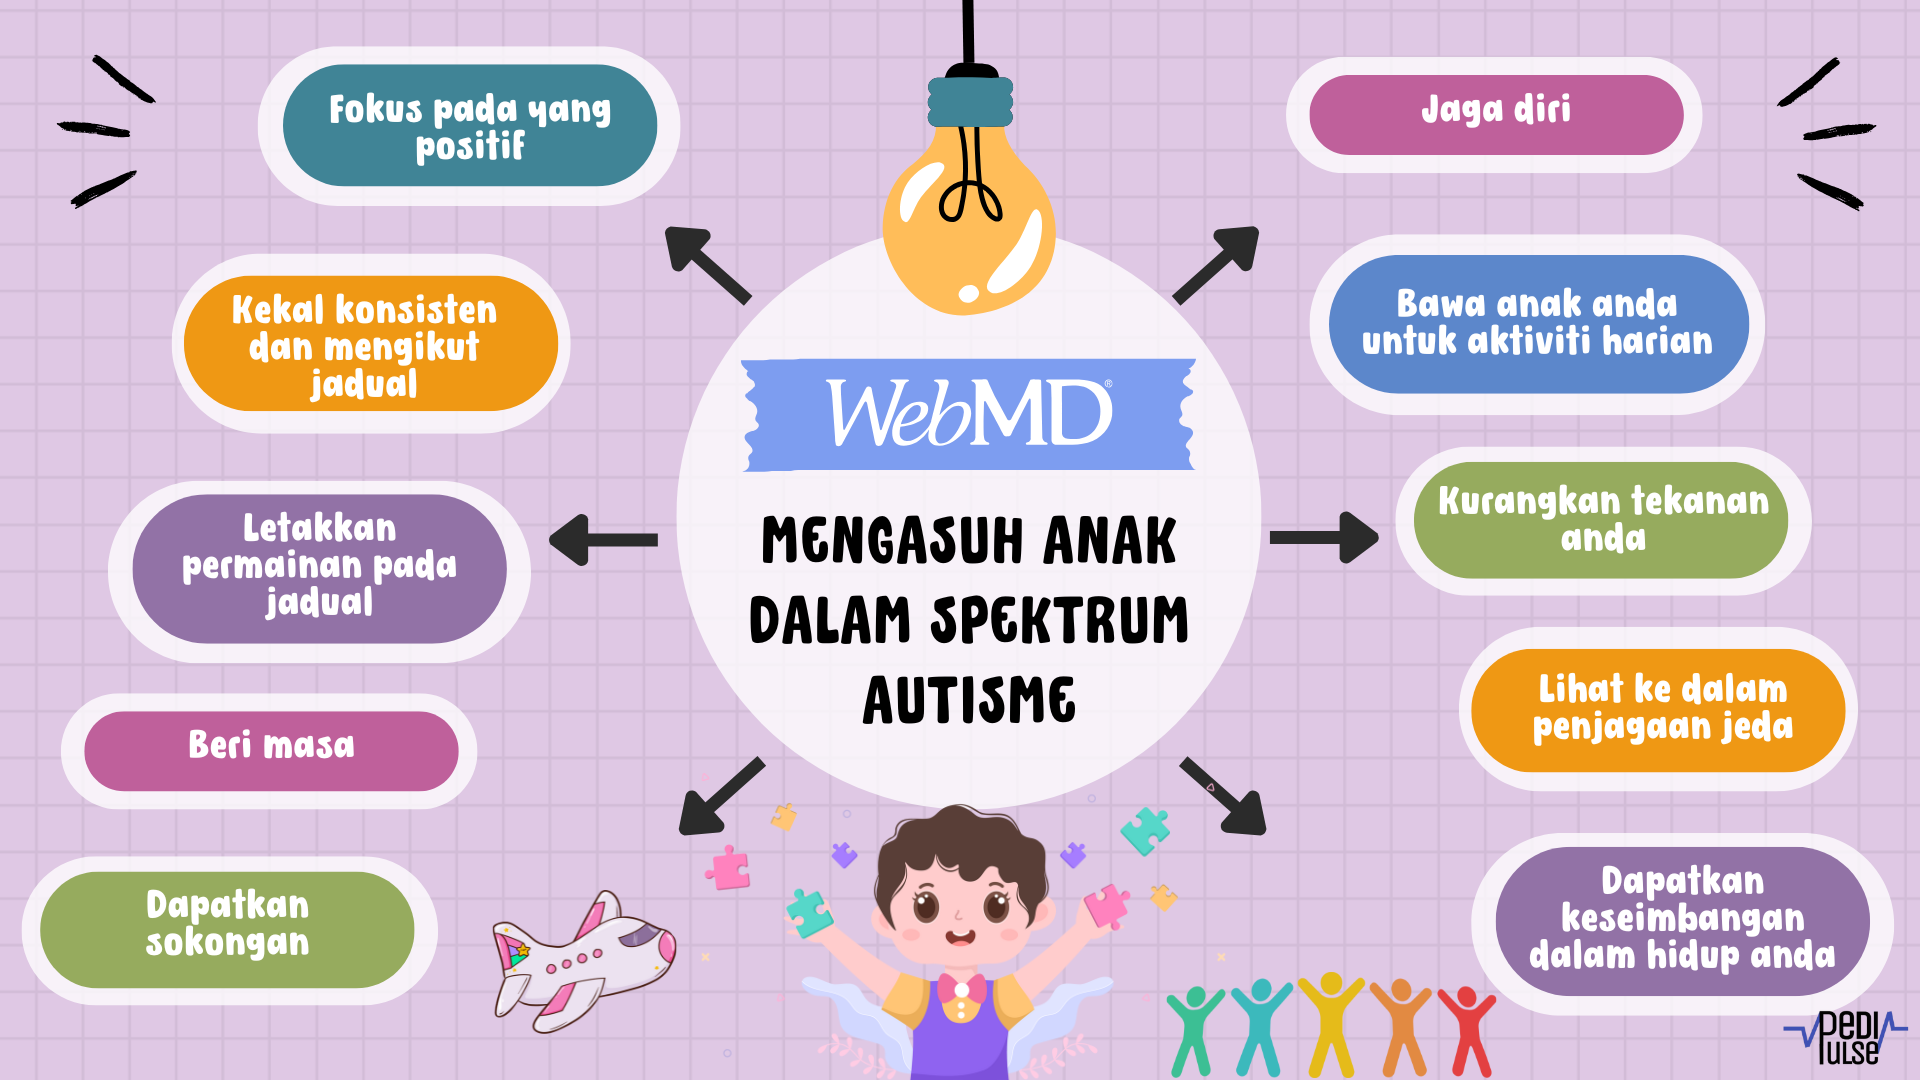 Fokus pada yang
positif
Kekal konsisten
dan mengikut
jadual
Letakkan
permainan pada
jadual
Beri masa
Dapatkan
sokongan
WebMD®
MENGASUH ANAK
DALAM SPEKTRUM
AUTISME
Jaga diri
Bawa anak anda
untuk aktiviti harian
Kurangkan tekanan
anda
Lihat ke dalam
penjagaan jeda
Dapatkan
keseimbangan
dalam hidup anda
PEDI
PULSE